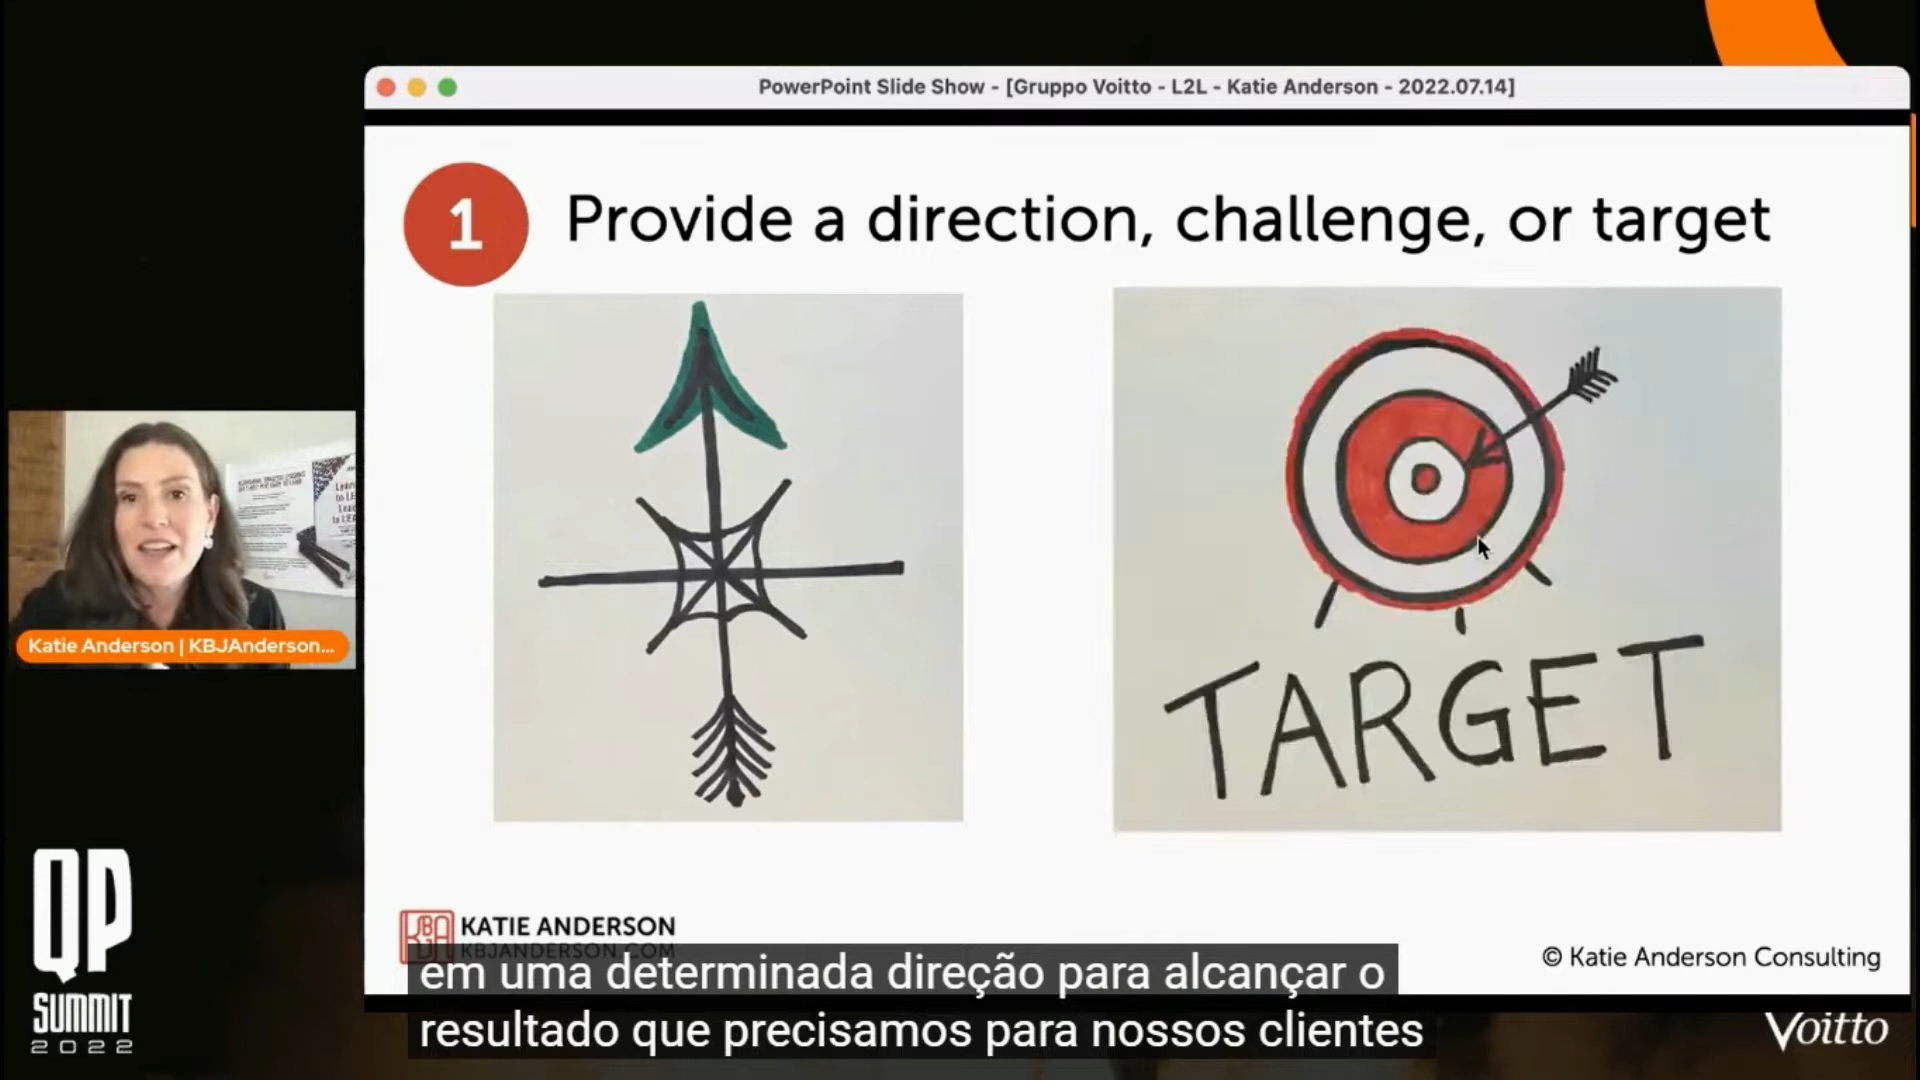 PowerPoint Slide Show - [Gruppo Voitto - L2L - Katie Anderson - 2022.07.14]
1
Provide a direction, challenge, or target
TARGET
Katie Anderson | KBJAnderson...
KATIE ANDERSON
KBJANDERSON.COM
© Katie Anderson Consulting
em uma determinada direção para alcançar o
resultado que precisamos para nossos clientes
QP
SUMMIT
2022
Voitto